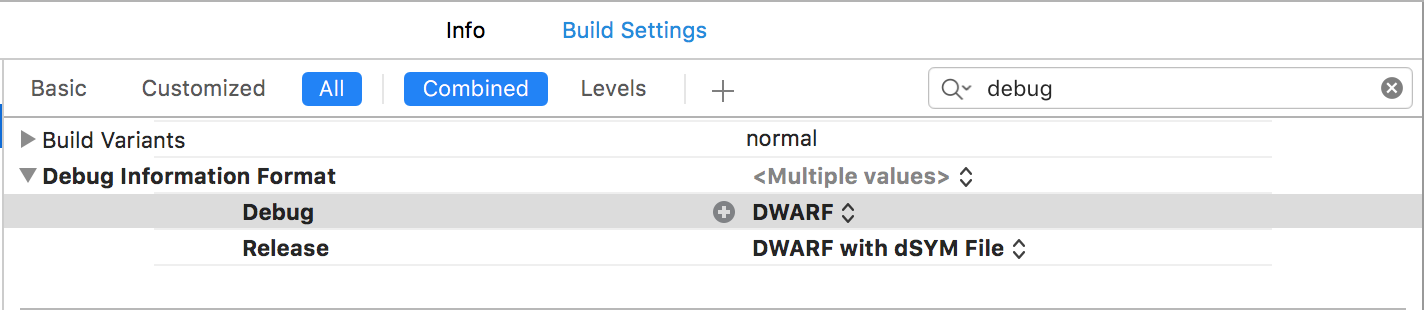 Info Build Settings
Basic Customized All Combined Levels debug
Build Variants normal
Debug Information Format <Multiple values>
Debug DWARF
Release DWARF with dSYM File